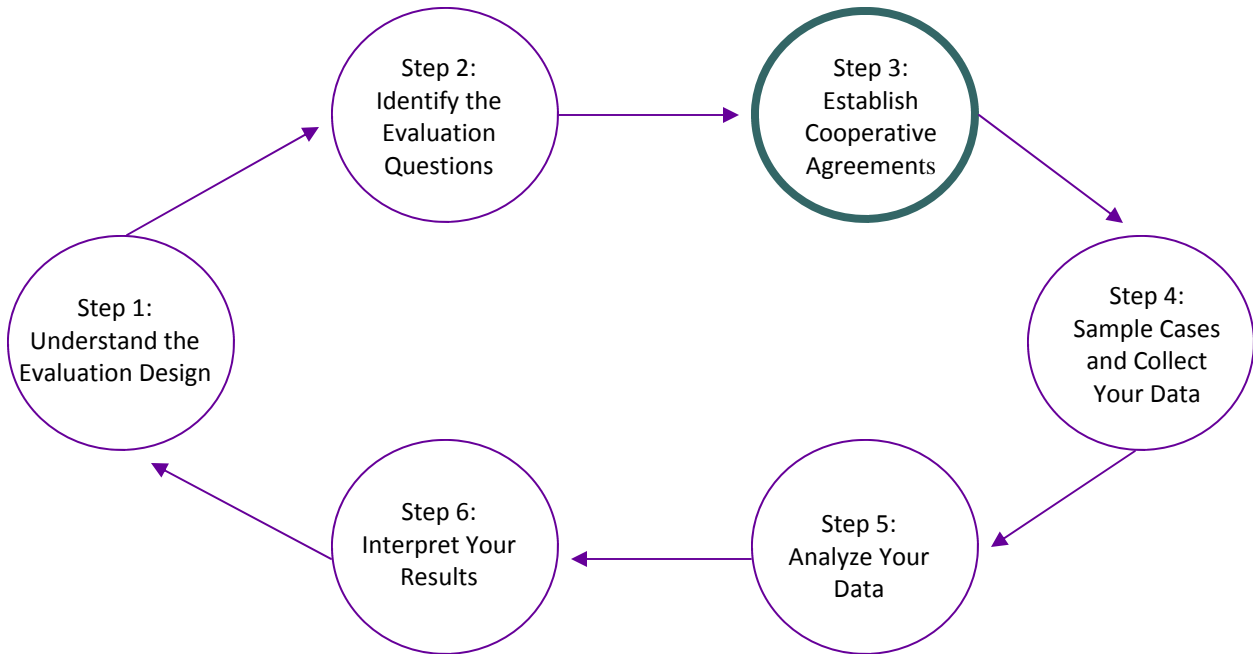 Step 1:
Understand the
Evaluation Design
Step 2:
Identify the
Evaluation
Questions
Step 3:
Establish
Cooperative
Agreements
Step 4:
Sample Cases
and Collect
Your Data
Step 5:
Analyze Your
Data
Step 6:
Interpret Your
Results